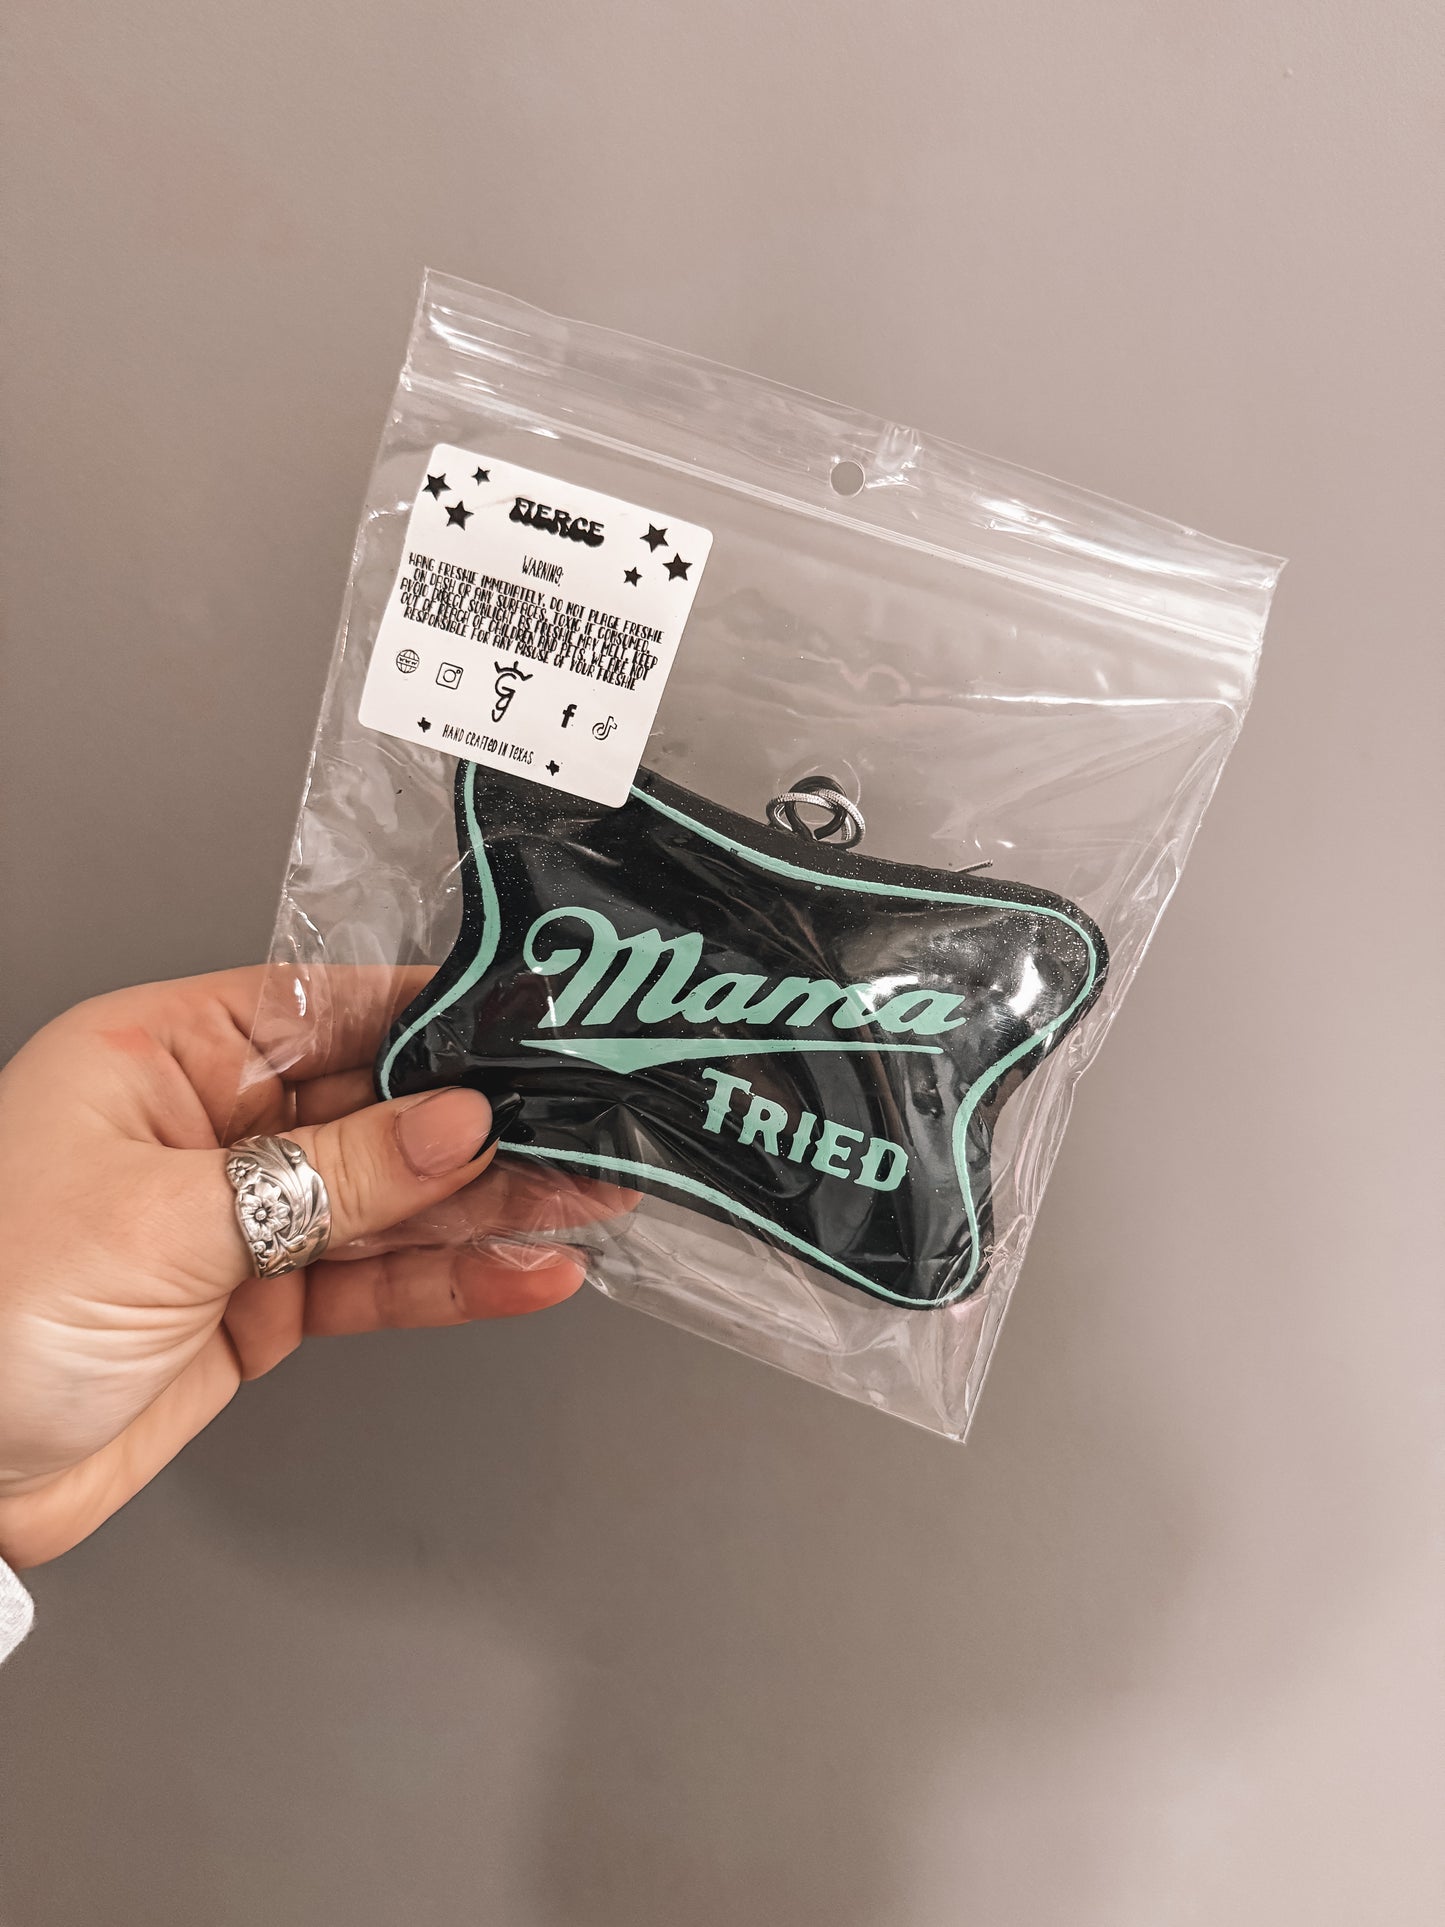 FIERCE
WARNING:
HANG FRESHIE IMMEDIATELY. DO NOT PLACE FRESHIE
ON DASH OR ANY SURFACES. TOXIC IF CONSUMED.
AVOID DIRECT SUNLIGHT AS FRESHIE MAY MELT. KEEP
OUT OF REACH OF CHILDREN AND PETS. WE ARE NOT
RESPONSIBLE FOR ANY MISUSE OF YOUR FRESHIE
HAND CRAFTED IN TEXAS
Mama
TRIED